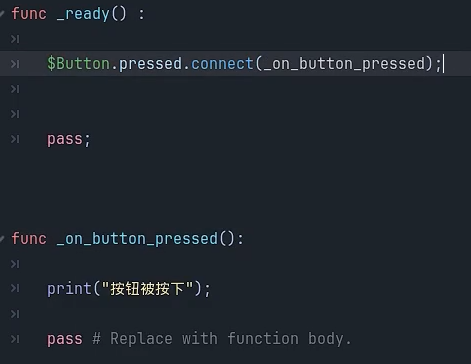 func _ready() :
$Button.pressed.connect(_on_button_pressed);
pass;
func _on_button_pressed():
print("按钮被按下");
pass # Replace with function body.